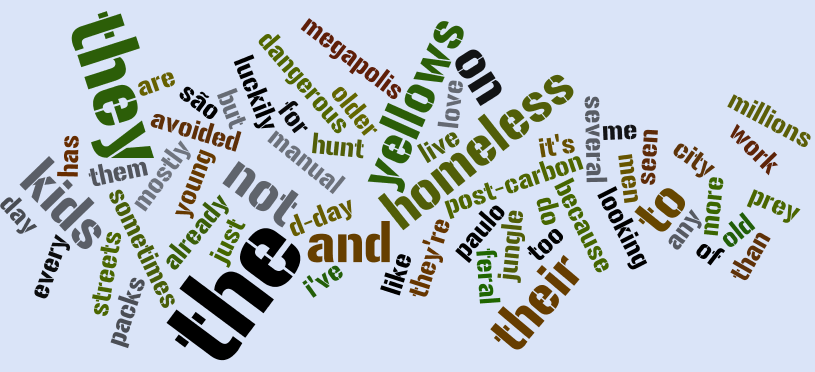 they
are
são
but
luckily
for
dangerous
older
megapolis
yellows
on
love
hunt
live
manual
avoided
has
them
mostly
young
not
kids
day
every
streets
sometimes
already
just
packs
the
d-day
and
i've
homeless
post-carbon
it's
several
me
men
seen
city
millions
work
like
they're
paulo
feral
jungle
do
too
because
looking
their
to
any
more
of
old
prey
than